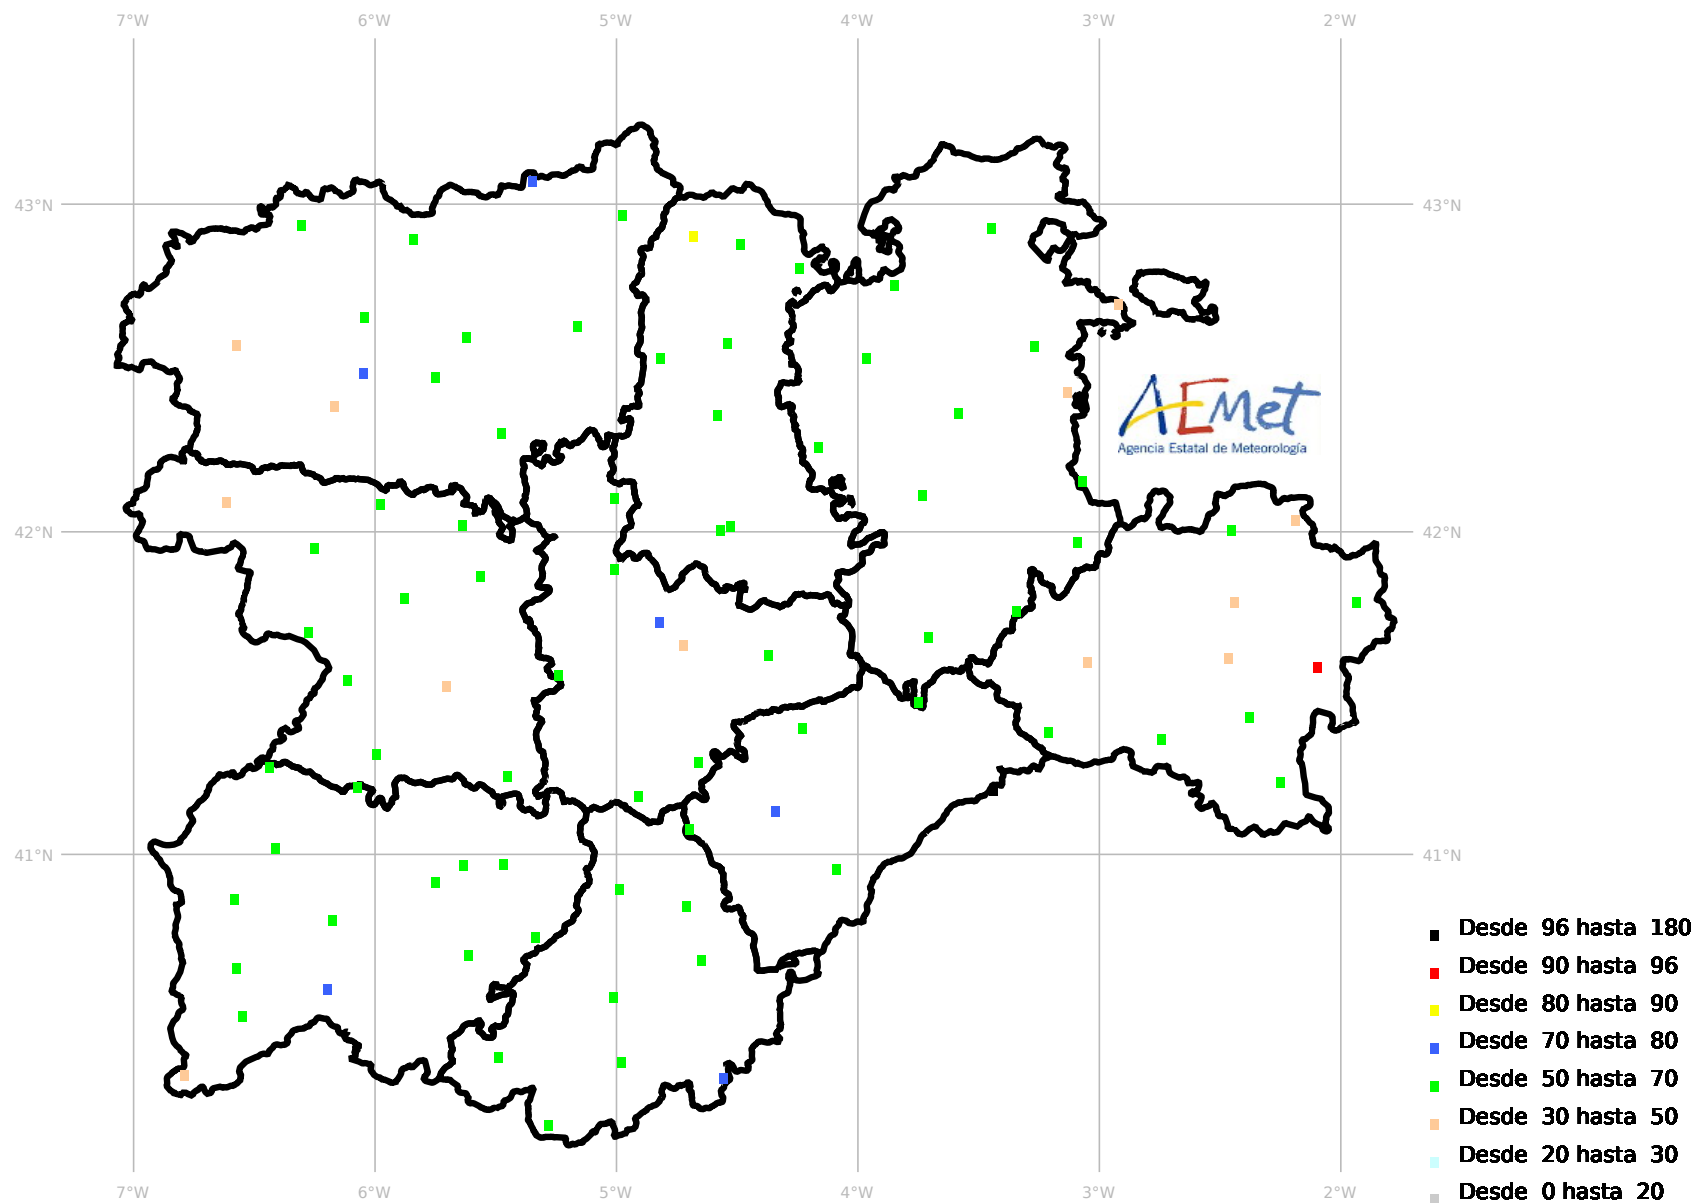 7°W 6°W 5°W 4°W 3°W 2°W
43°N 43°N
AEMet
Agencia Estatal de Meteorología
42°N 42°N
41°N 41°N
Desde 96 hasta 180
Desde 90 hasta 96
Desde 80 hasta 90
Desde 70 hasta 80
Desde 50 hasta 70
Desde 30 hasta 50
Desde 20 hasta 30
Desde 0 hasta 20
7°W 6°W 5°W 4°W 3°W 2°W